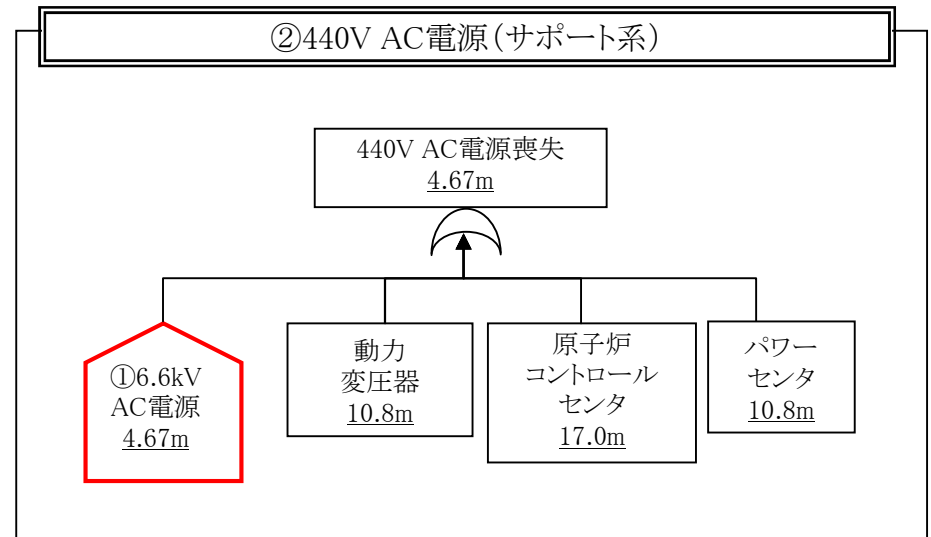 ②440V AC電源(サポート系)
440V AC電源喪失
4.67m
①6.6kV
AC電源
4.67m
動力
変圧器
10.8m
原子炉
コントロール
センタ
17.0m
パワー
センタ
10.8m